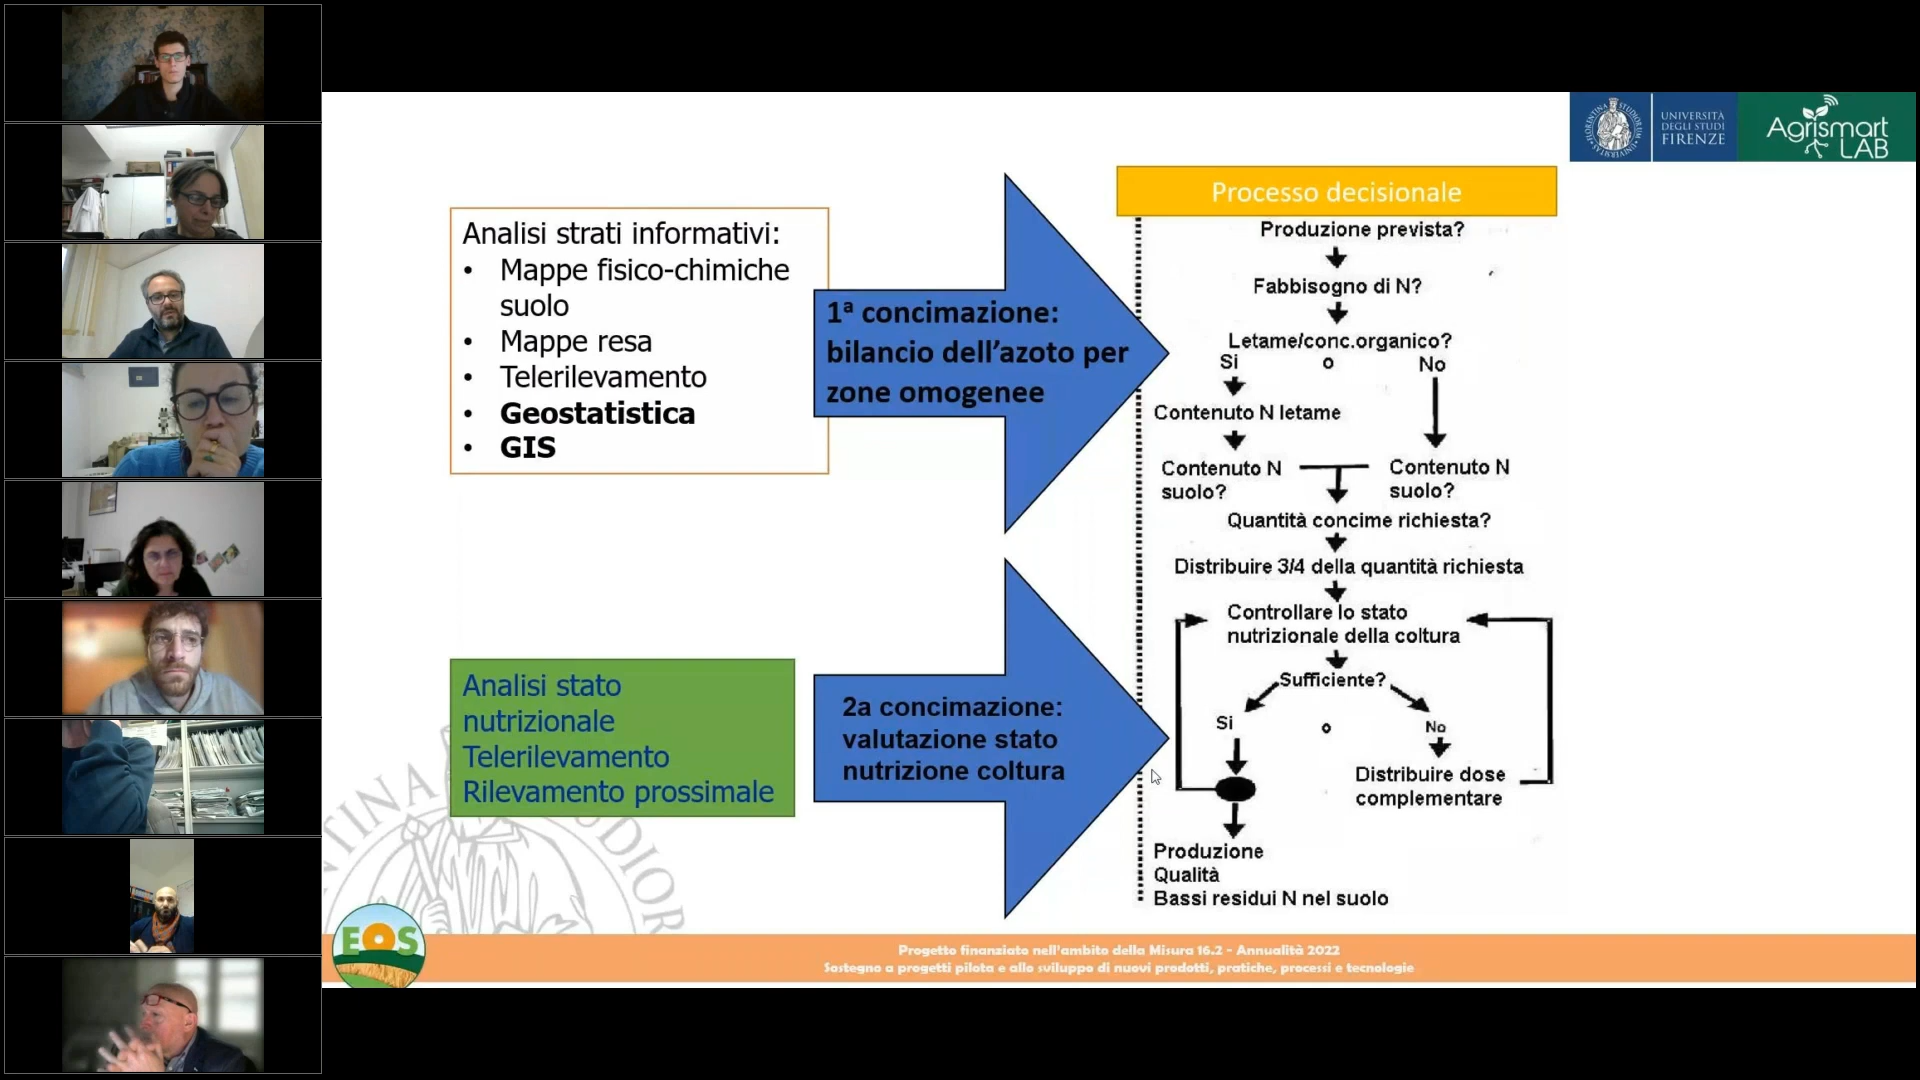 UNIVERSITÀ
DEGLI STUDI
FIRENZE
Agrismart
LAB
Analisi strati informativi:
• Mappe fisico-chimiche
suolo
• Mappe resa
• Telerilevamento
• Geostatistica
• GIS
1ª concimazione:
bilancio dell'azoto per
zone omogenee
Analisi stato
nutrizionale
Telerilevamento
Rilevamento prossimale
2a concimazione:
valutazione stato
nutrizione coltura
Processo decisionale
Produzione prevista?
Fabbisogno di N?
Letame/conc.organico?
Si o No
Contenuto N letame
Contenuto N
suolo?
Contenuto N
suolo?
Quantità concime richiesta?
Distribuire 3/4 della quantità richiesta
Controllare lo stato
nutrizionale della coltura
Sufficiente?
Si o No
Distribuire dose
complementare
Produzione
Qualità
Bassi residui N nel suolo
EOS
Progetto finanziato nell'ambito della Misura 16.2 - Annualità 2022
Sostegno a progetti pilota e allo sviluppo di nuovi prodotti, pratiche, processi e tecnologie